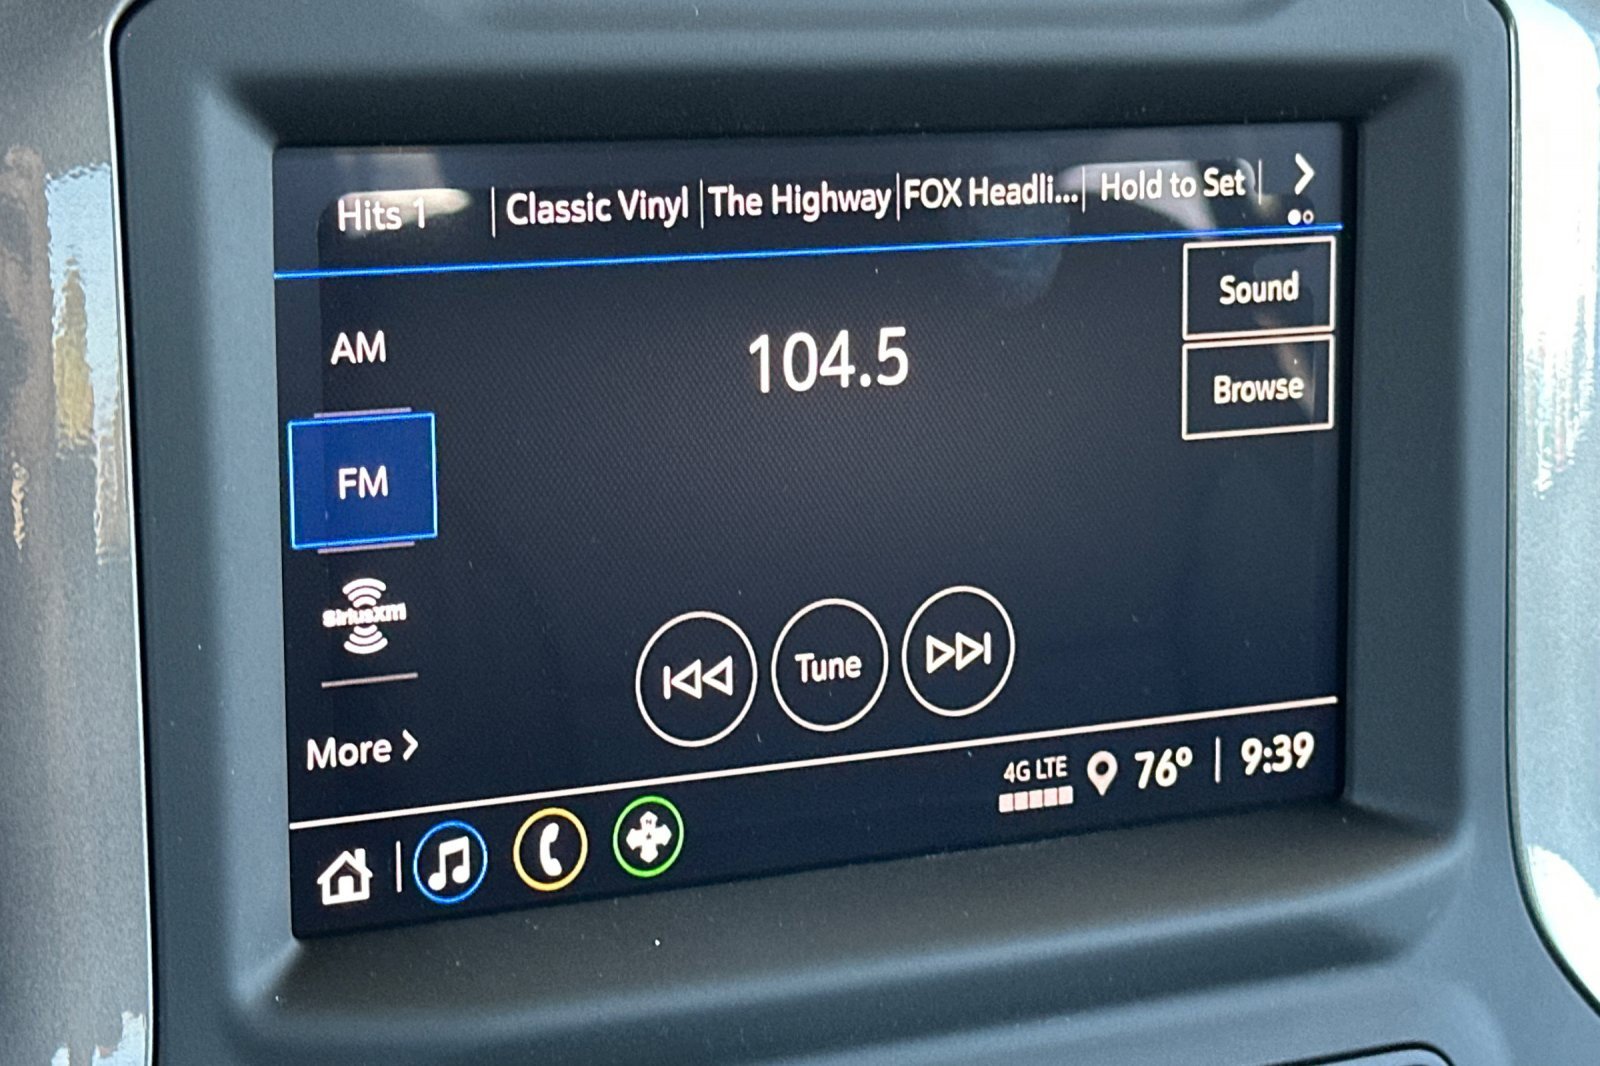 Hits 1 | Classic Vinyl | The Highway | FOX Headli... | Hold to Set |
Sound
AM
104.5
Browse
FM
SiriusXM
Tune
More
4G LTE 76° | 9:39
N